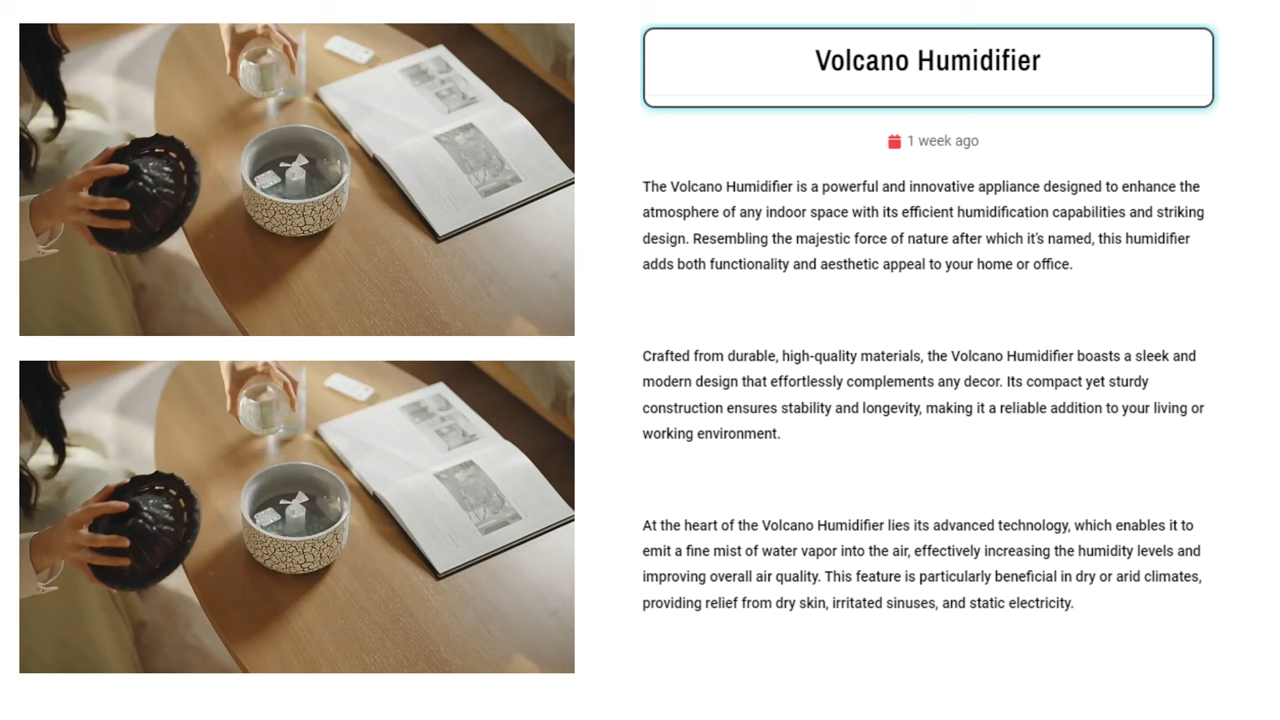 Volcano Humidifier
1 week ago
The Volcano Humidifier is a powerful and innovative appliance designed to enhance the
atmosphere of any indoor space with its efficient humidification capabilities and striking
design. Resembling the majestic force of nature after which it's named, this humidifier
adds both functionality and aesthetic appeal to your home or office.
Crafted from durable, high-quality materials, the Volcano Humidifier boasts a sleek and
modern design that effortlessly complements any decor. Its compact yet sturdy
construction ensures stability and longevity, making it a reliable addition to your living or
working environment.
At the heart of the Volcano Humidifier lies its advanced technology, which enables it to
emit a fine mist of water vapor into the air, effectively increasing the humidity levels and
improving overall air quality. This feature is particularly beneficial in dry or arid climates,
providing relief from dry skin, irritated sinuses, and static electricity.